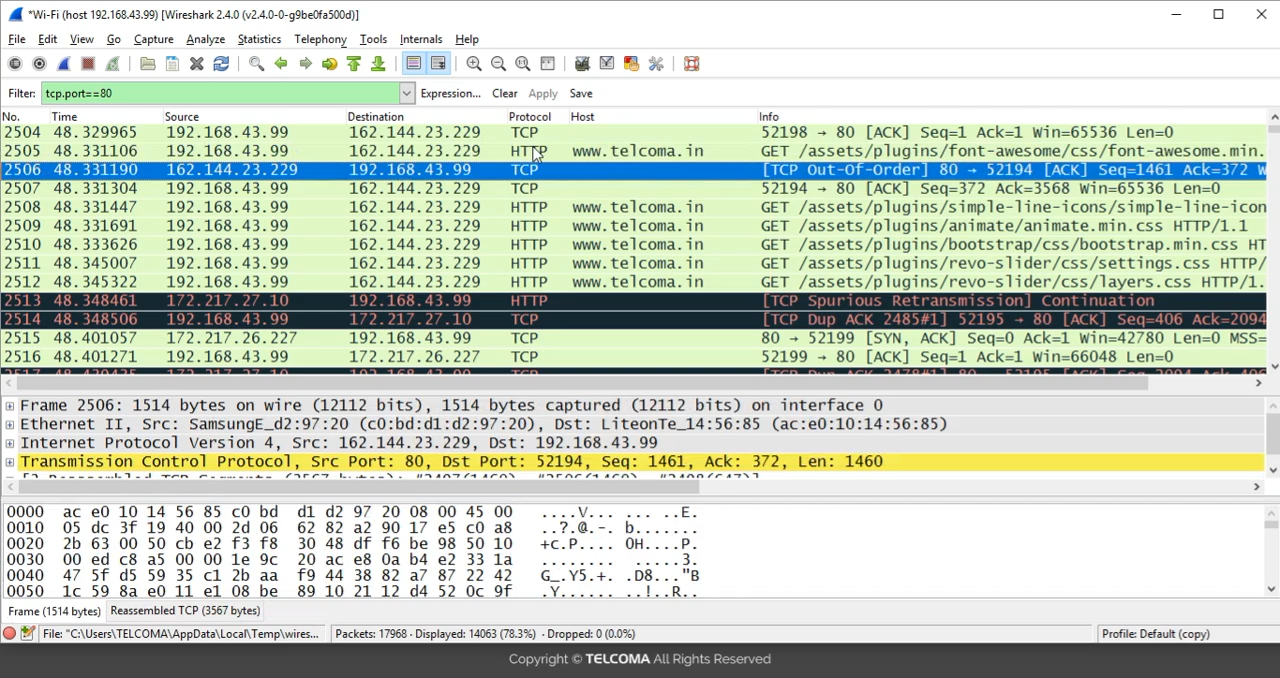 *Wi-Fi (host 192.168.43.99) [Wireshark 2.4.0 (v2.4.0-0-g9be0fa500d)]
File Edit View Go Capture Analyze Statistics Telephony Tools Internals Help
Filter: tcp.port==80 Expression... Clear Apply Save
No. Time Source Destination Protocol Host Info
2504 48.329965 192.168.43.99 162.144.23.229 TCP 52198 → 80 [ACK] Seq=1 Ack=1 Win=65536 Len=0
2505 48.331106 192.168.43.99 162.144.23.229 HTTP www.telcoma.in GET /assets/plugins/font-awesome/css/font-awesome.min.
2506 48.331190 162.144.23.229 192.168.43.99 TCP [TCP Out-Of-Order] 80 → 52194 [ACK] Seq=1461 Ack=372 W
2507 48.331304 192.168.43.99 162.144.23.229 TCP 52194 → 80 [ACK] Seq=372 Ack=3568 Win=65536 Len=0
2508 48.331447 192.168.43.99 162.144.23.229 HTTP www.telcoma.in GET /assets/plugins/simple-line-icons/simple-line-icon
2509 48.331691 192.168.43.99 162.144.23.229 HTTP www.telcoma.in GET /assets/plugins/animate/animate.min.css HTTP/1.1
2510 48.333626 192.168.43.99 162.144.23.229 HTTP www.telcoma.in GET /assets/plugins/bootstrap/css/bootstrap.min.css HT
2511 48.345007 192.168.43.99 162.144.23.229 HTTP www.telcoma.in GET /assets/plugins/revo-slider/css/settings.css HTTP/
2512 48.345322 192.168.43.99 162.144.23.229 HTTP www.telcoma.in GET /assets/plugins/revo-slider/css/layers.css HTTP/1.
2513 48.348461 172.217.27.10 192.168.43.99 HTTP [TCP Spurious Retransmission] Continuation
2514 48.348506 192.168.43.99 172.217.27.10 TCP [TCP Dup ACK 2485#1] 52195 → 80 [ACK] Seq=406 Ack=2094
2515 48.401057 172.217.26.227 192.168.43.99 TCP 80 → 52199 [SYN, ACK] Seq=0 Ack=1 Win=42780 Len=0 MSS=
2516 48.401271 192.168.43.99 172.217.26.227 TCP 52199 → 80 [ACK] Seq=1 Ack=1 Win=66048 Len=0
Frame 2506: 1514 bytes on wire (12112 bits), 1514 bytes captured (12112 bits) on interface 0
Ethernet II, Src: SamsungE_d2:97:20 (c0:bd:d1:d2:97:20), Dst: LiteonTe_14:56:85 (ac:e0:10:14:56:85)
Internet Protocol Version 4, Src: 162.144.23.229, Dst: 192.168.43.99
Transmission Control Protocol, Src Port: 80, Dst Port: 52194, Seq: 1461, Ack: 372, Len: 1460
0000 ac e0 10 14 56 85 c0 bd d1 d2 97 20 08 00 45 00 ....V... ... ..E.
0010 05 dc 3f 19 40 00 2d 06 62 82 a2 90 17 e5 c0 a8 ..?.@.-. b.......
0020 2b 63 00 50 cb e2 f3 f8 30 48 df f6 be 98 50 10 +c.P.... 0H....P.
0030 00 ed c8 a5 00 00 1e 9c 20 ac e8 0a b4 e2 33 1a ........ .....3.
0040 47 5f d5 59 35 c1 2b aa f9 44 38 82 a7 87 22 42 G_.Y5.+. .D8..."B
0050 1c 59 8a e0 11 e1 08 be 89 10 21 12 d4 52 0c 9f .Y...... ..!..R..
Frame (1514 bytes) Reassembled TCP (3567 bytes)
File: "C:\Users\TELCOMA\AppData\Local\Temp\wires... Packets: 17968 · Displayed: 14063 (78.3%) · Dropped: 0 (0.0%) Profile: Default (copy)
Copyright © TELCOMA All Rights Reserved